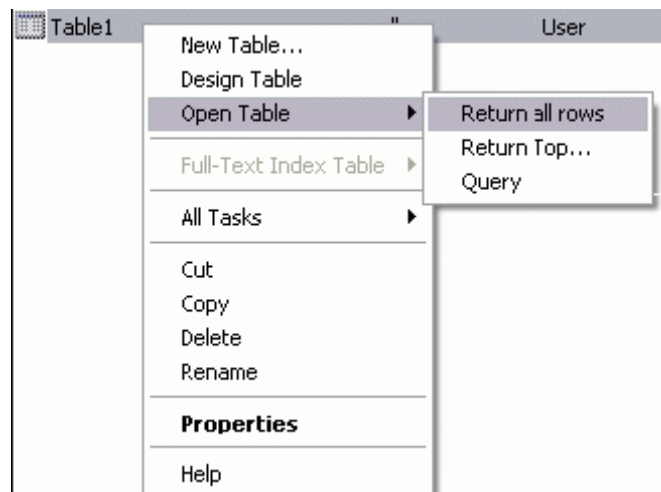 Table1 User
New Table...
Design Table
Open Table
Return all rows
Return Top...
Query
Full-Text Index Table
All Tasks
Cut
Copy
Delete
Rename
Properties
Help